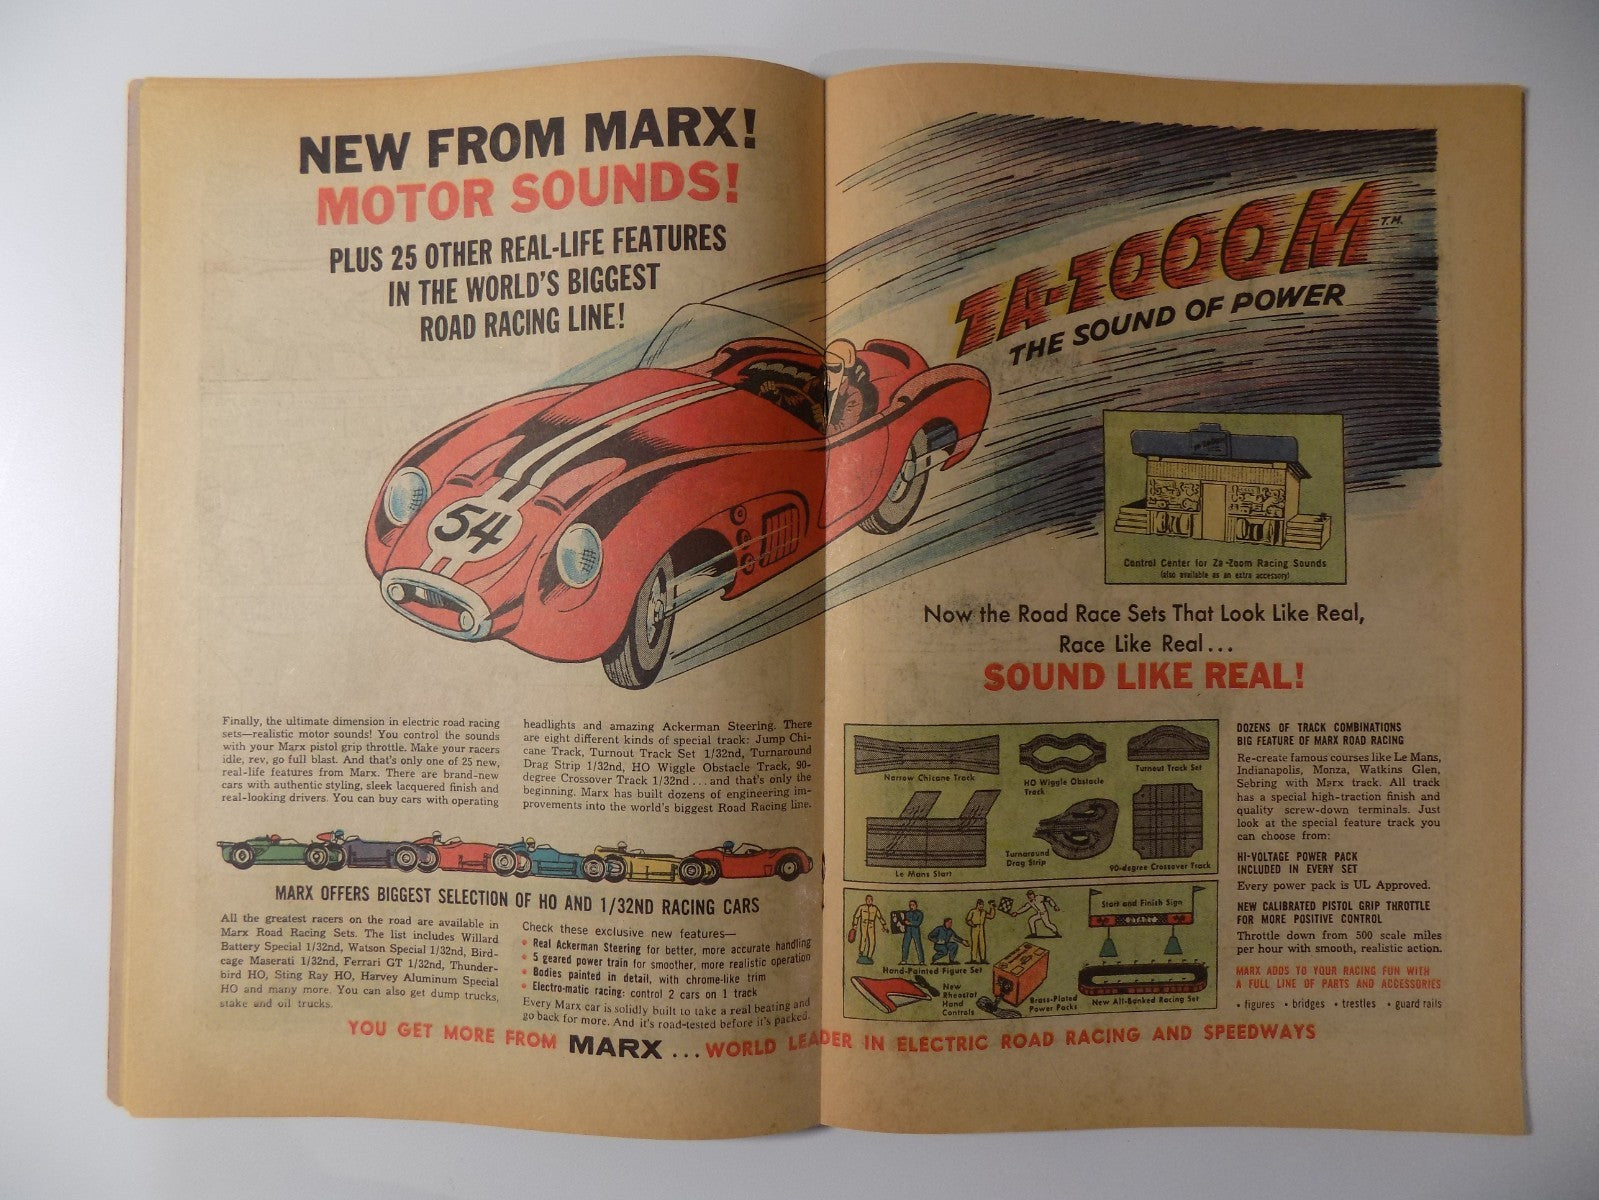 NEW FROM MARX!
MOTOR SOUNDS!
PLUS 25 OTHER REAL-LIFE FEATURES
IN THE WORLD'S BIGGEST
ROAD RACING LINE!
54
Finally, the ultimate dimension in electric road racing
sets—realistic motor sounds! You control the sounds
with your Marx pistol grip throttle. Make your racers
idle, rev, go full blast. And that's only one of 25 new,
real-life features from Marx. There are brand-new
cars with authentic styling, sleek lacquered finish and
real-looking drivers. You can buy cars with operating
headlights and amazing Ackerman Steering. There
are eight different kinds of special track: Jump Chi-
cane Track, Turnout Track Set 1/32nd, Turnaround
Drag Strip 1/32nd, HO Wiggle Obstacle Track, 90-
degree Crossover Track 1/32nd... and that's only the
beginning. Marx has built dozens of engineering im-
provements into the world's biggest Road Racing line.
MARX OFFERS BIGGEST SELECTION OF HO AND 1/32ND RACING CARS
All the greatest racers on the road are available in
Marx Road Racing Sets. The list includes Willard
Battery Special 1/32nd, Watson Special 1/32nd, Bird-
cage Maserati 1/32nd, Ferrari GT 1/32nd, Thunder-
bird HO, Sting Ray HO, Harvey Aluminum Special
HO and many more. You can also get dump trucks,
stake and oil trucks.
Check these exclusive new features—
• Real Ackerman Steering for better, more accurate handling
• 5 geared power train for smoother, more realistic operation
• Bodies painted in detail, with chrome-like trim
• Electro-matic racing: control 2 cars on 1 track
Every Marx car is solidly built to take a real beating and
go back for more. And it's road-tested before it's packed.
ZA-ZOOOM T.M.
THE SOUND OF POWER
Control Center for Za-Zoom Racing Sounds
(also available as an extra accessory)
Now the Road Race Sets That Look Like Real,
Race Like Real...
SOUND LIKE REAL!
Narrow Chicane Track
HO Wiggle Obstacle
Track
Turnout Track Set
Le Mans Start
Turnaround
Drag Strip
90-degree Crossover Track
Hand-Painted Figure Set
New
Rheostat
Hand
Controls
Brass-Plated
Power Packs
Start and Finish Sign
START
New All-Banked Racing Set
DOZENS OF TRACK COMBINATIONS
BIG FEATURE OF MARX ROAD RACING
Re-create famous courses like Le Mans,
Indianapolis, Monza, Watkins Glen,
Sebring with Marx track. All track
has a special high-traction finish and
quality screw-down terminals. Just
look at the special feature track you
can choose from:
HI-VOLTAGE POWER PACK
INCLUDED IN EVERY SET
Every power pack is UL Approved.
NEW CALIBRATED PISTOL GRIP THROTTLE
FOR MORE POSITIVE CONTROL
Throttle down from 500 scale miles
per hour with smooth, realistic action.
MARX ADDS TO YOUR RACING FUN WITH
A FULL LINE OF PARTS AND ACCESSORIES
• figures • bridges • trestles • guard rails
YOU GET MORE FROM MARX ... WORLD LEADER IN ELECTRIC ROAD RACING AND SPEEDWAYS